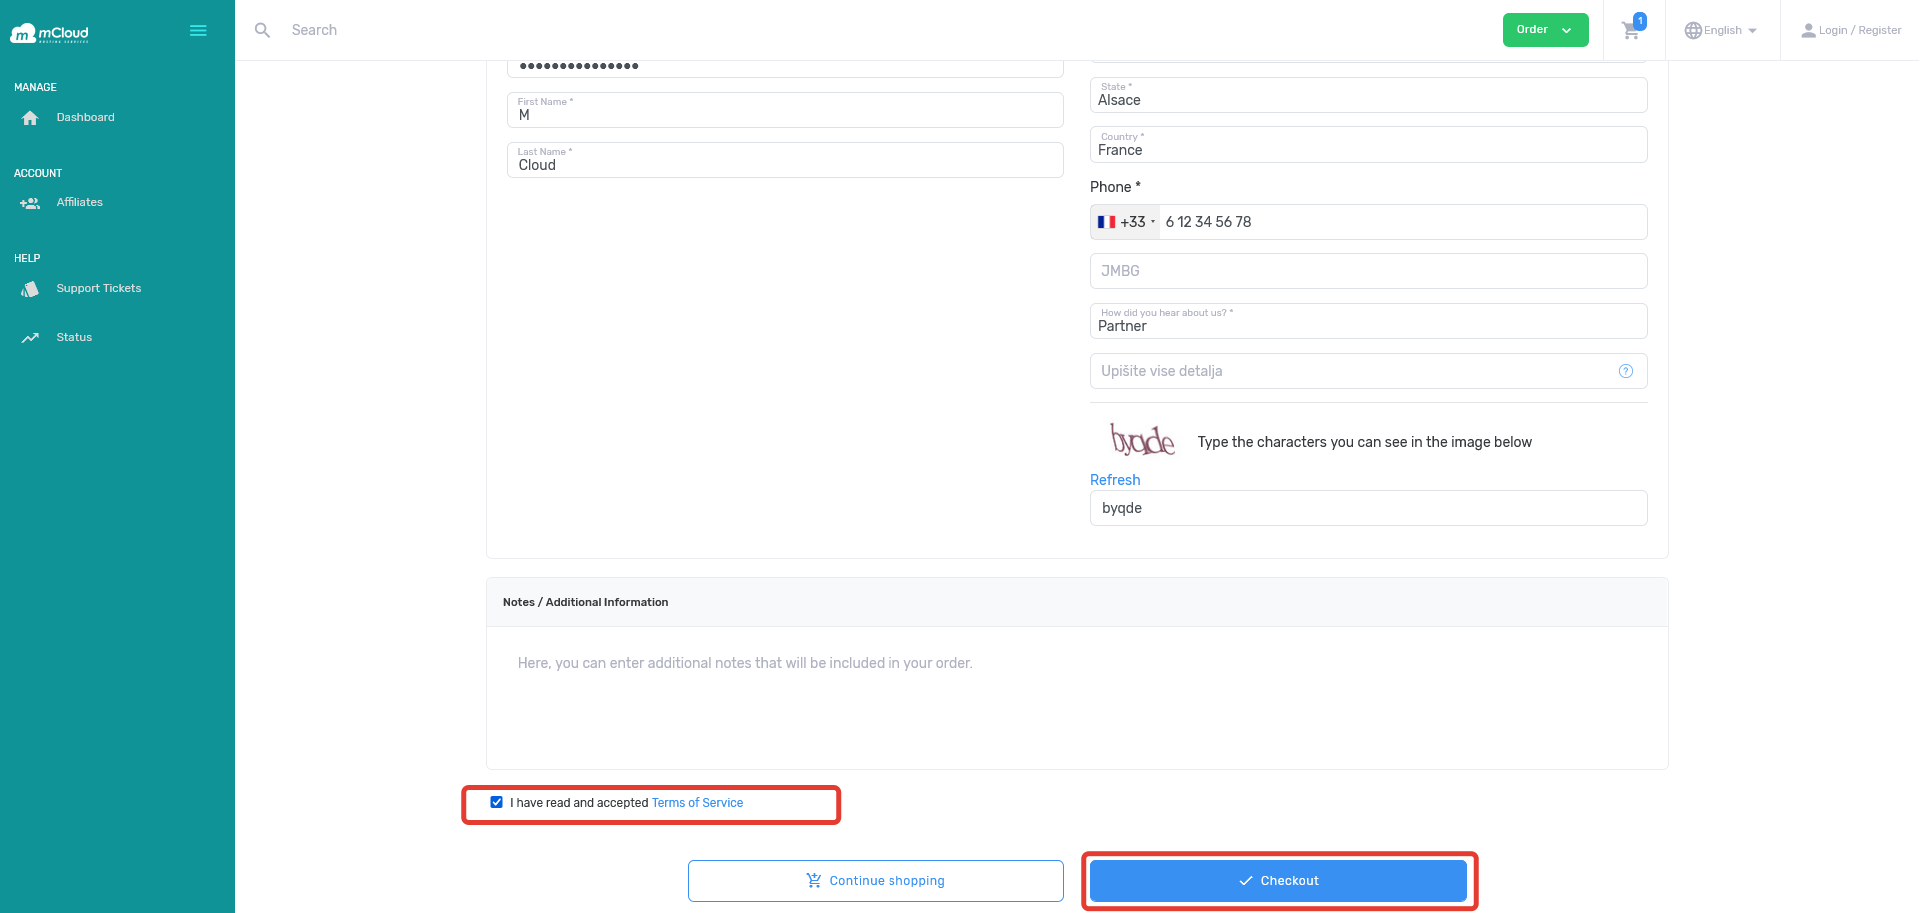 mCloud
HOSTING SERVICES
Search
Order
1
English
Login / Register
MANAGE
Dashboard
ACCOUNT
Affiliates
HELP
Support Tickets
Status
•••••••••••••••
First Name *
M
Last Name *
Cloud
State *
Alsace
Country *
France
Phone *
+33 6 12 34 56 78
JMBG
How did you hear about us? *
Partner
Upišite vise detalja
byqde
Type the characters you can see in the image below
Refresh
byqde
Notes / Additional Information
Here, you can enter additional notes that will be included in your order.
I have read and accepted Terms of Service
Continue shopping
Checkout